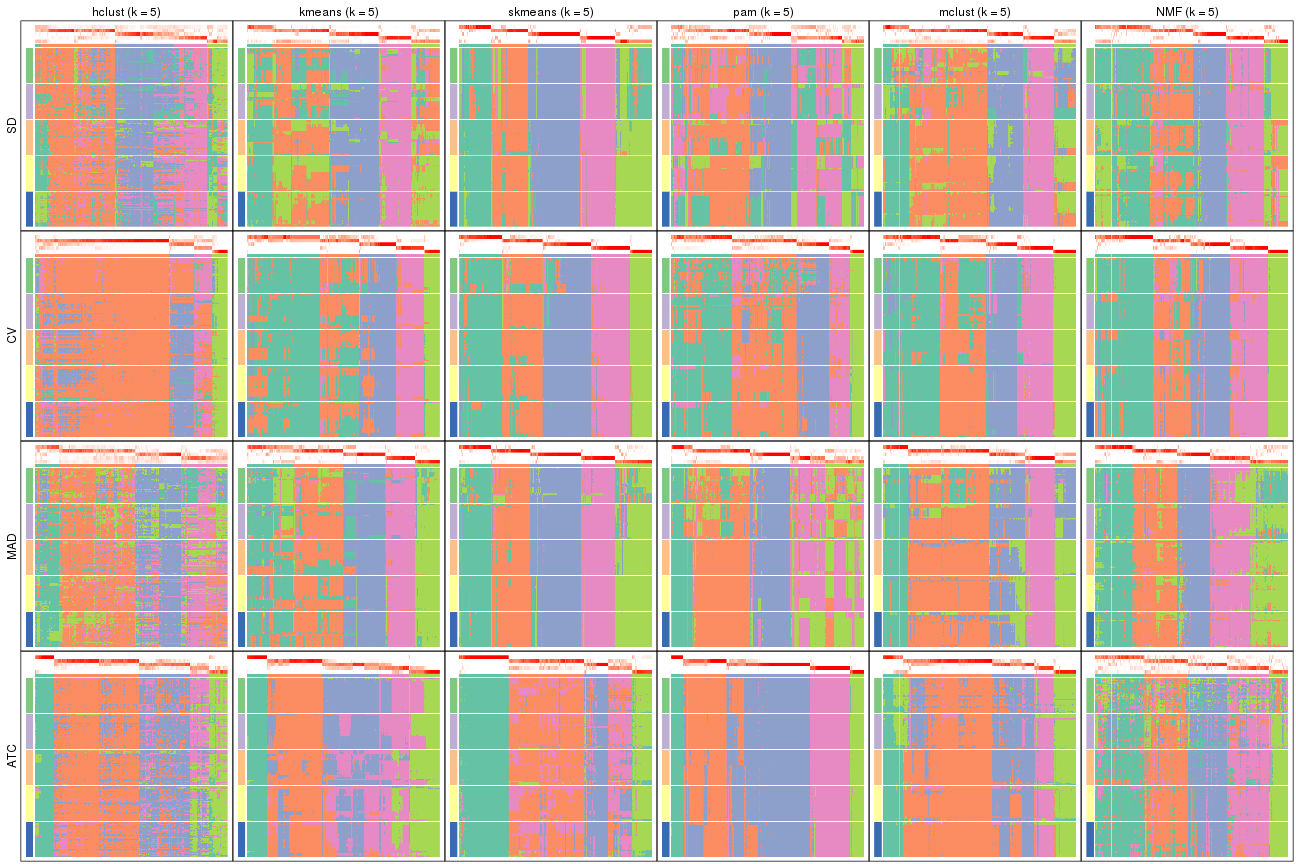 hclust (k = 5) kmeans (k = 5) skmeans (k = 5) pam (k = 5) mclust (k = 5) NMF (k = 5)
SD
CV
MAD
ATC